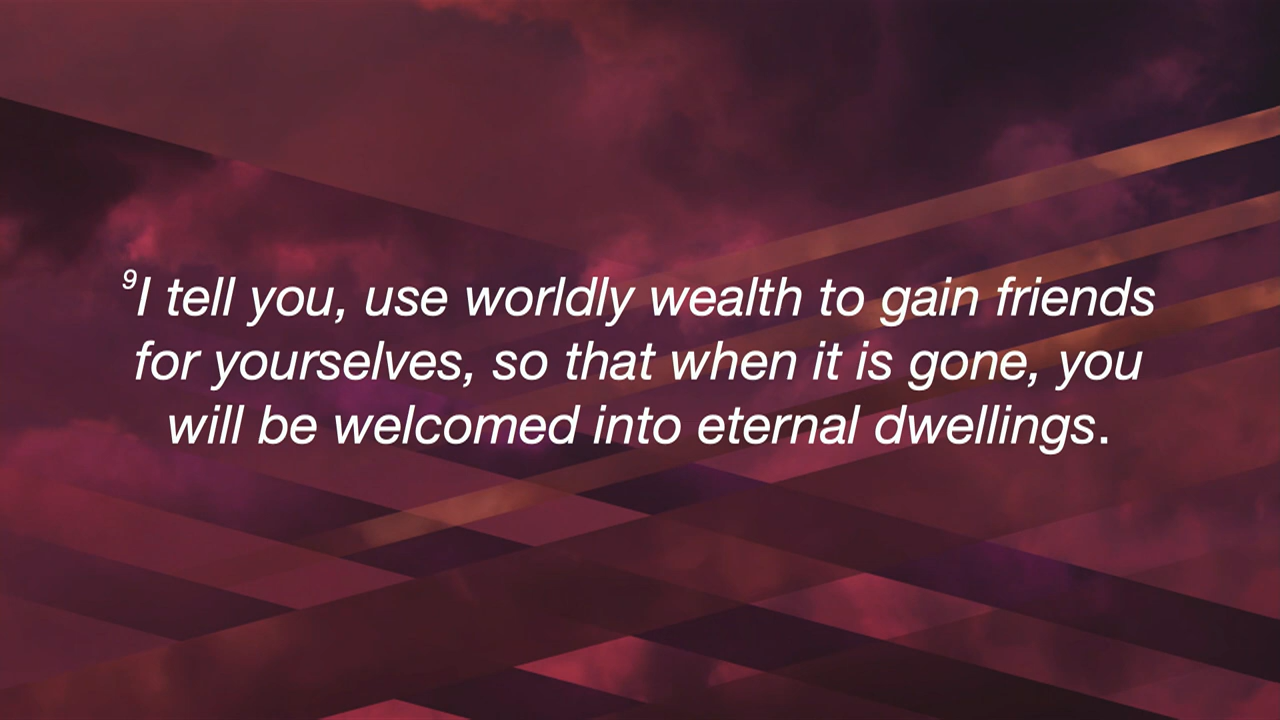 ⁹I tell you, use worldly wealth to gain friends
for yourselves, so that when it is gone, you
will be welcomed into eternal dwellings.